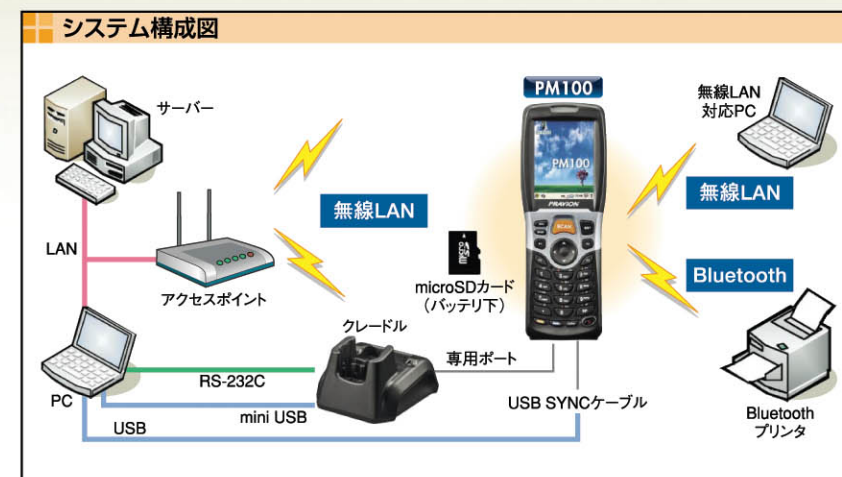 システム構成図
サーバー
PM100
無線LAN
対応PC
PM100
PRAVION
SCAN
無線LAN
無線LAN
LAN
アクセスポイント
microSDカード
(バッテリ下)
Bluetooth
クレードル
専用ポート
RS-232C
PC
mini USB
USB
USB SYNCケーブル
Bluetooth
プリンタ